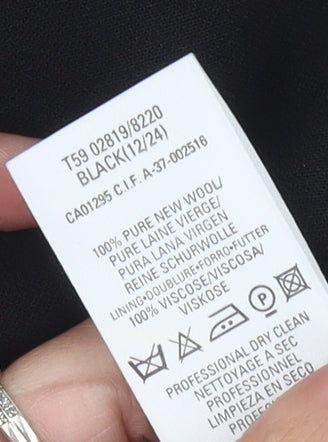 T59 02819/8220
BLACK(12/24)
CA01295 C.I.F. A-37-002516
100% PURE NEW WOOL/
PURE LAINE VIERGE/
PURA LANA VIRGEN
REINE SCHURWOLLE
LINING•DOUBLURE•FORRO•FUTTER
100% VISCOSE/VISCOSA/
VISKOSE
P
PROFESSIONAL DRY CLEAN
NETTOYAGE A SEC
PROFESSIONNEL
LIMPIEZA EN SECO